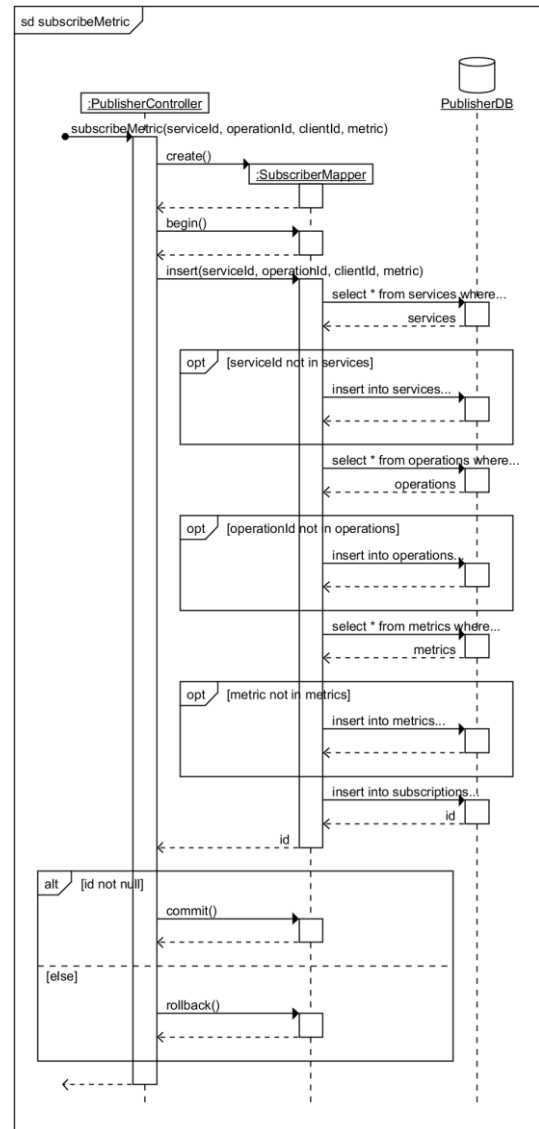 sd subscribeMetric
:PublisherController
PublisherDB
subscribeMetric(serviceId, operationId, clientId, metric)
create()
:SubscriberMapper
begin()
insert(serviceId, operationId, clientId, metric)
select * from services where...
services
opt [serviceId not in services]
insert into services...
select * from operations where...
operations
opt [operationId not in operations]
insert into operations...
select * from metrics where...
metrics
opt [metric not in metrics]
insert into metrics...
insert into subscriptions...
id
id
alt [id not null]
commit()
[else]
rollback()